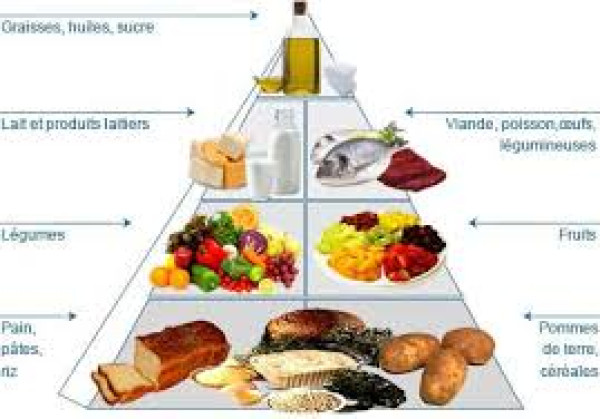 Graisses, huiles, sucre
Lait et produits laitiers
Viande, poisson,œufs,
légumineuses
Légumes
Fruits
Pain,
pâtes,
riz
Pommes
de terre,
céréales